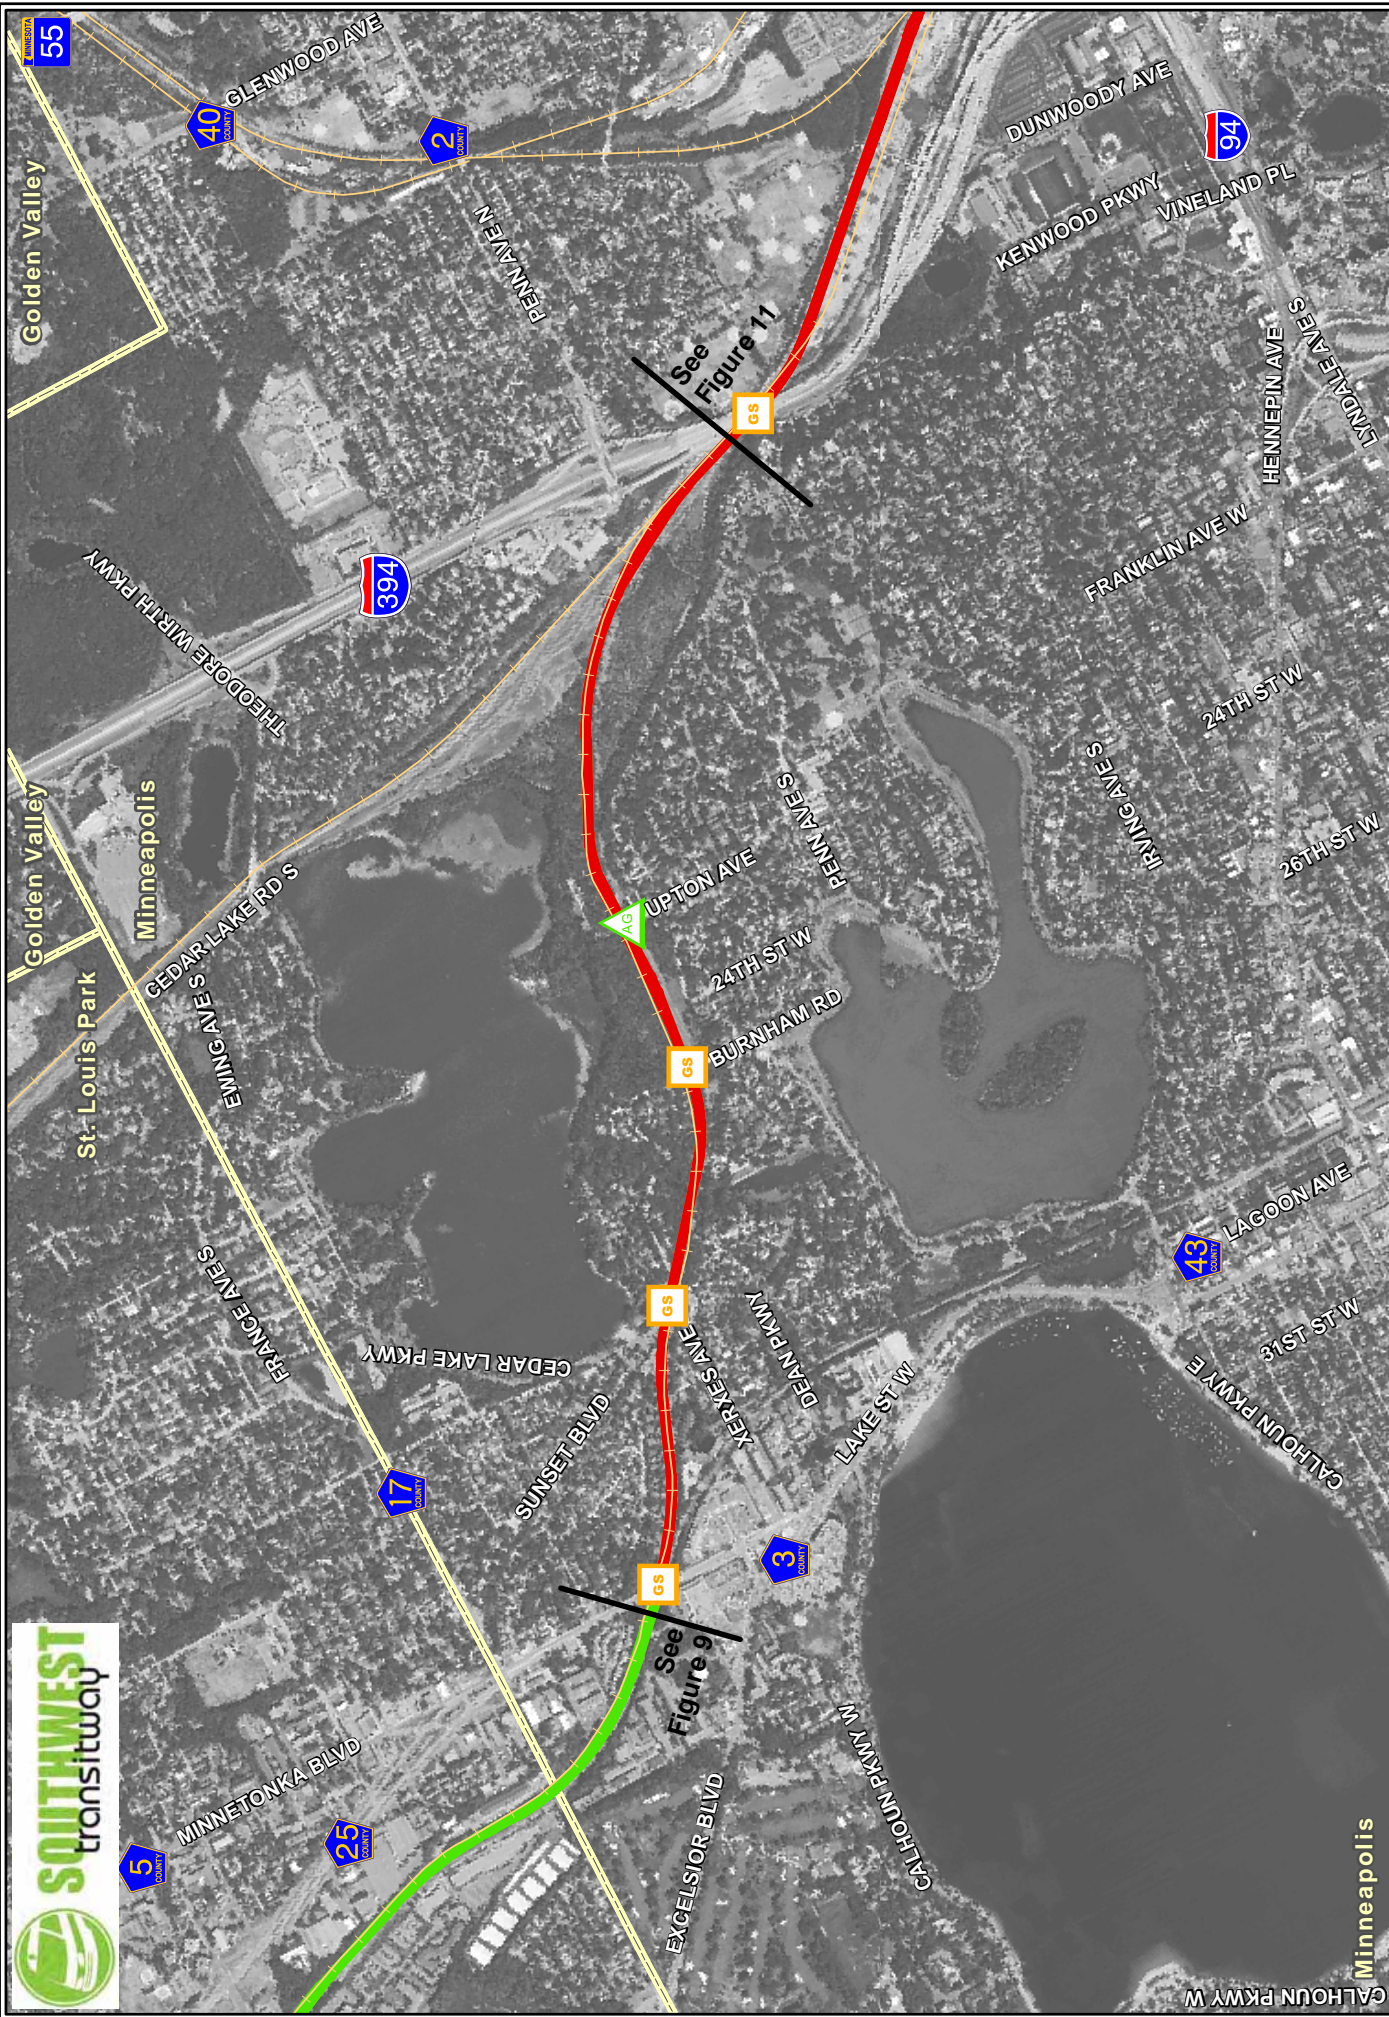 SOUTHWEST
transitway
5
COUNTY
MINNETONKA BLVD
25
COUNTY
17
COUNTY
FRANCE AVE S
EWING AVE S
CEDAR LAKE RD S
St. Louis Park
Golden Valley
Minneapolis
THEODORE WIRTH PKWY
394
Golden Valley
MINNESOTA
55
40
COUNTY
GLENWOOD AVE
2
COUNTY
PENN AVE N
See
Figure 11
GS
DUNWOODY AVE
94
KENWOOD PKWY
VINELAND PL
HENNEPIN AVE
LYNDALE AVE S
FRANKLIN AVE W
24TH ST W
IRVING AVE S
26TH ST W
PENN AVE S
UPTON AVE
AG
24TH ST W
BURNHAM RD
GS
GS
CEDAR LAKE PKWY
SUNSET BLVD
XERXES AVE
DEAN PKWY
LAKE ST W
3
COUNTY
GS
See
Figure 9
EXCELSIOR BLVD
CALHOUN PKWY W
43
COUNTY
LAGOON AVE
31ST ST W
CALHOUN PKWY E
Minneapolis
CALHOUN PKWY W